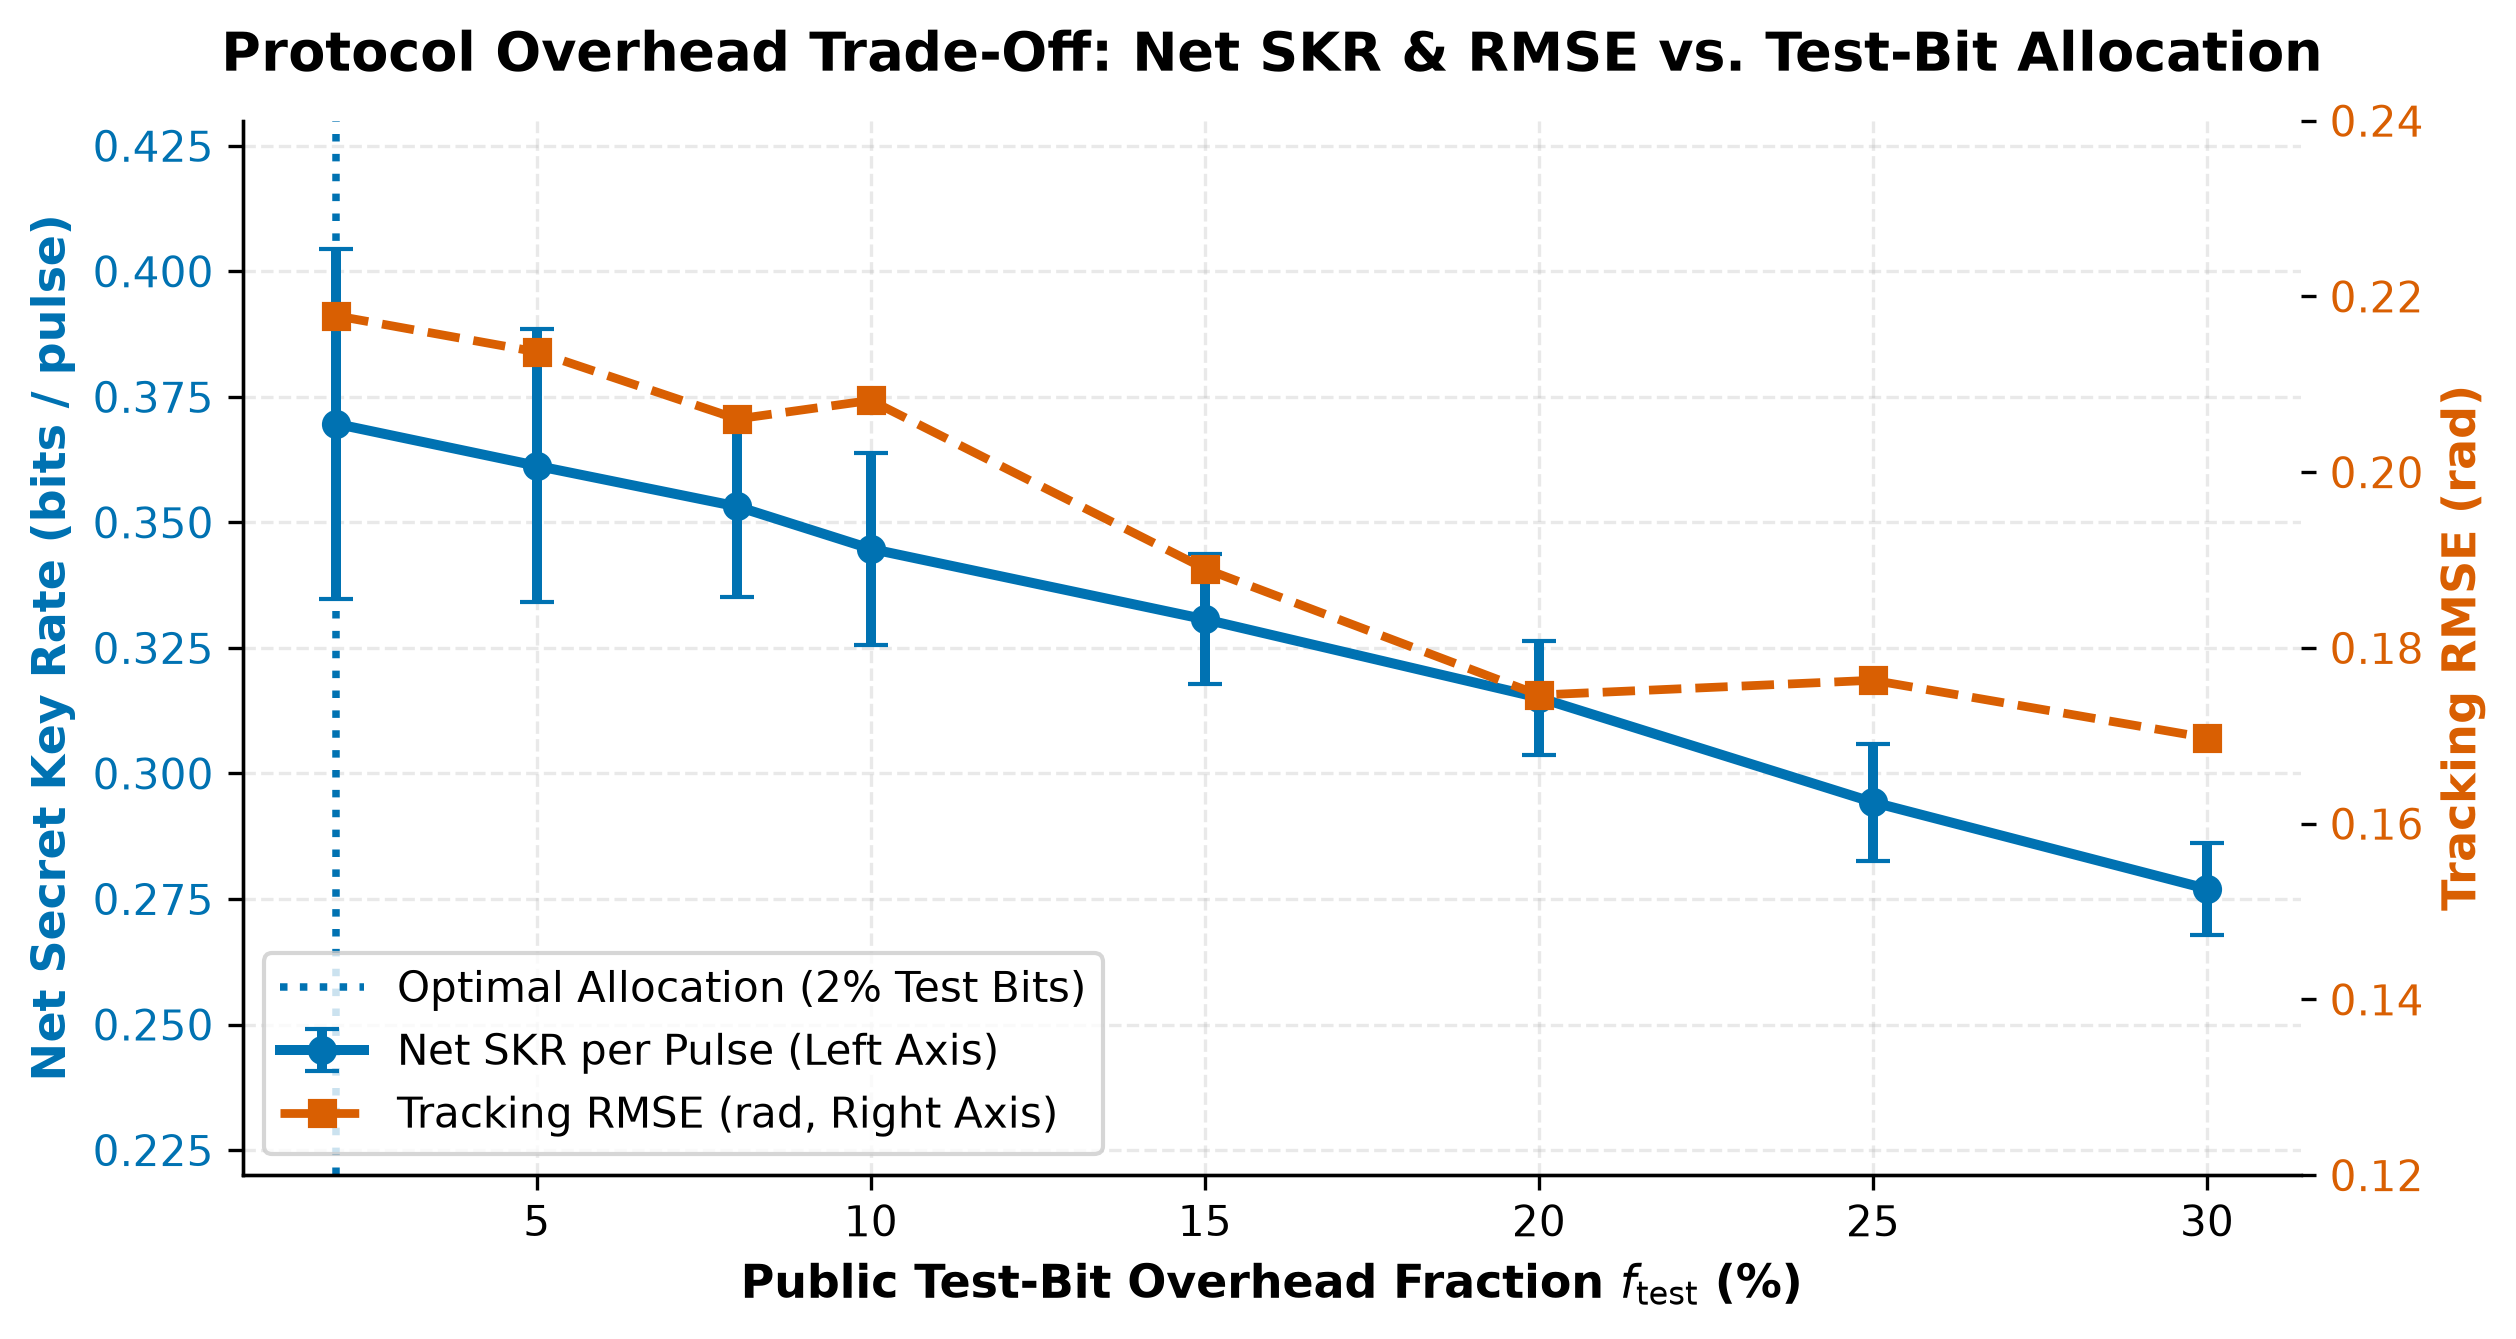 Protocol Overhead Trade-Off: Net SKR & RMSE vs. Test-Bit Allocation
Net Secret Key Rate (bits / pulse)
0.425
0.400
0.375
0.350
0.325
0.300
0.275
0.250
0.225
Optimal Allocation (2% Test Bits)
Net SKR per Pulse (Left Axis)
Tracking RMSE (rad, Right Axis)
0.24
0.22
0.20
0.18
0.16
0.14
0.12
Tracking RMSE (rad)
5 10 15 20 25 30
Public Test-Bit Overhead Fraction f_test (%)